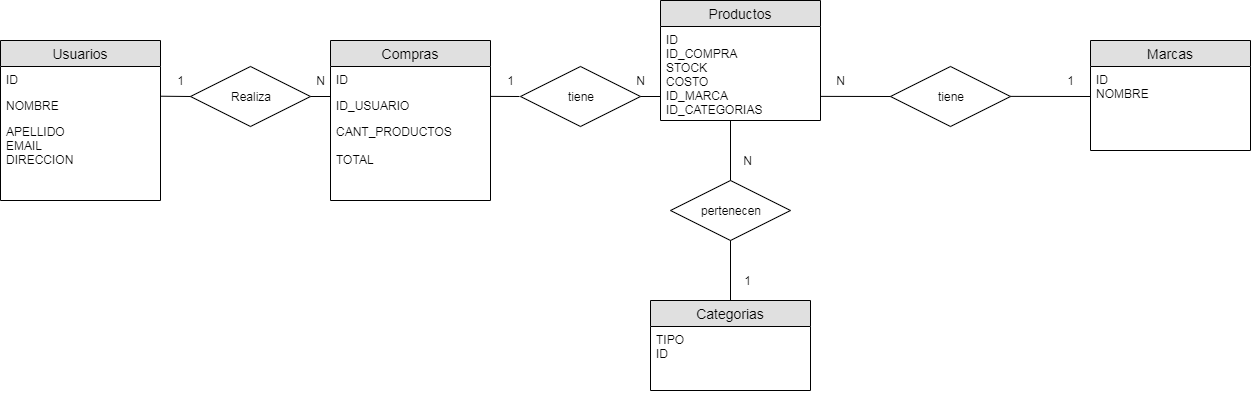 Usuarios
ID
NOMBRE
APELLIDO
EMAIL
DIRECCION
1
Realiza
N
Compras
ID
ID_USUARIO
CANT_PRODUCTOS
TOTAL
1
tiene
N
Productos
ID
ID_COMPRA
STOCK
COSTO
ID_MARCA
ID_CATEGORIAS
N
tiene
1
Marcas
ID
NOMBRE
N
pertenecen
1
Categorias
TIPO
ID